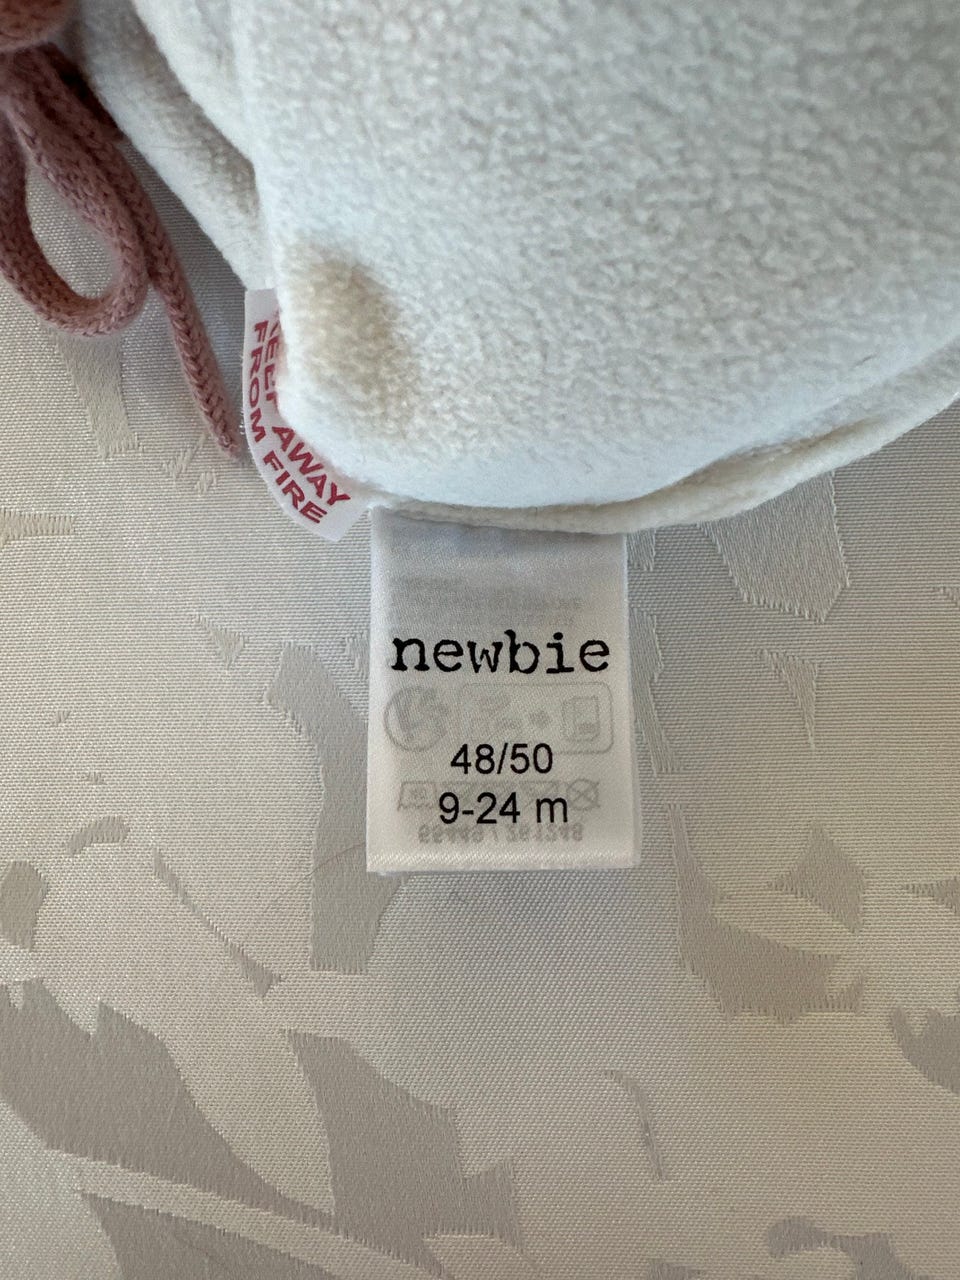 KEEP AWAY
FROM FIRE
newbie
48/50
9-24 m